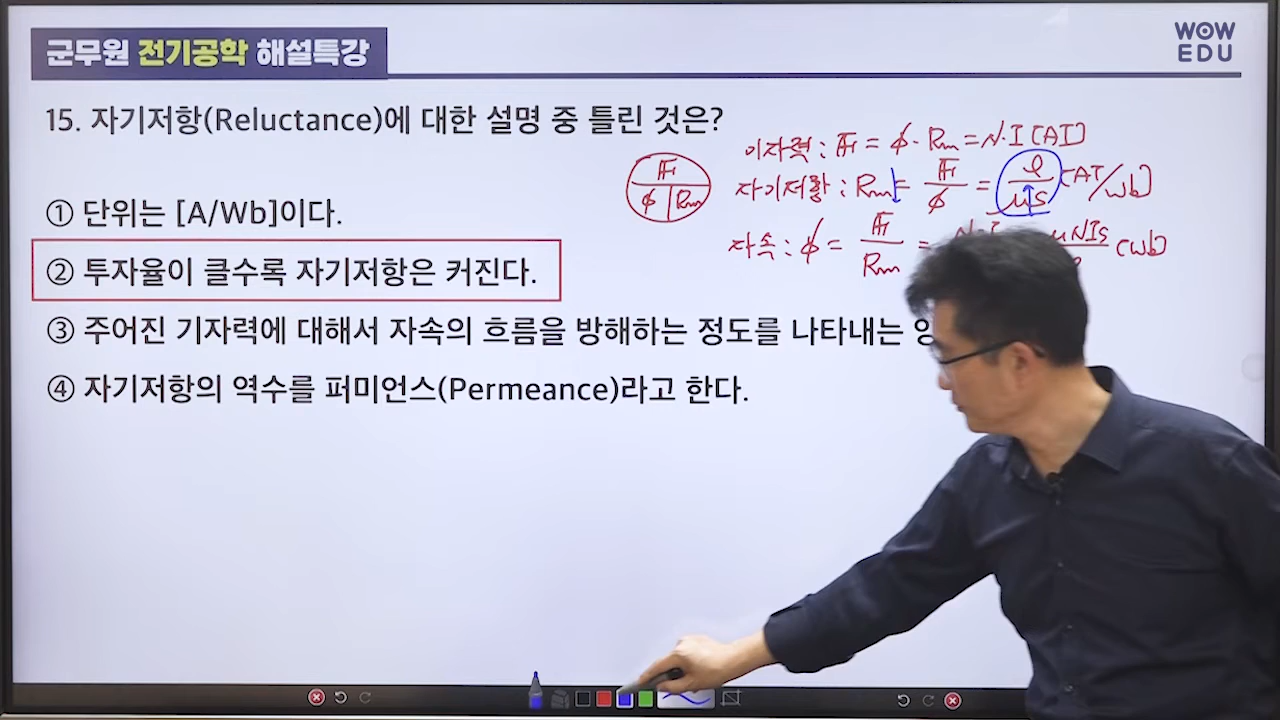 군무원 전기공학 해설특강
WOW
EDU
15. 자기저항(Reluctance)에 대한 설명 중 틀린 것은?
① 단위는 [A/Wb]이다.
② 투자율이 클수록 자기저항은 커진다.
③ 주어진 기자력에 대해서 자속의 흐름을 방해하는 정도를 나타내는
④ 자기저항의 역수를 퍼미언스(Permeance)라고 한다.
F
ϕ Rm
기자력 : F = ϕ · Rm = N·I [AT]
자기저항 : Rm = F/ϕ = ℓ/μS [AT/wb]
자속 : ϕ = F/Rm = μNIS [wb]